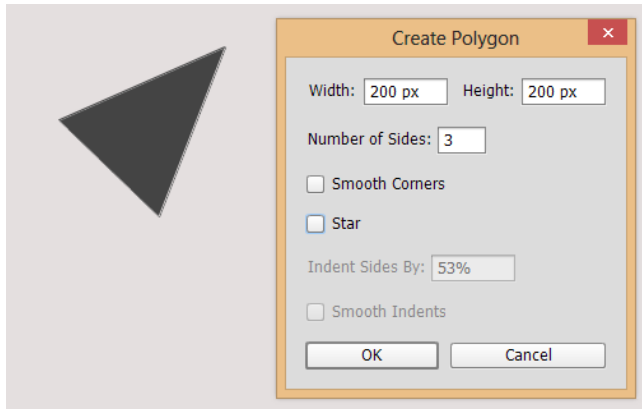 Create Polygon
Width: 200 px Height: 200 px
Number of Sides: 3
Smooth Corners
Star
Indent Sides By: 53%
Smooth Indents
OK Cancel